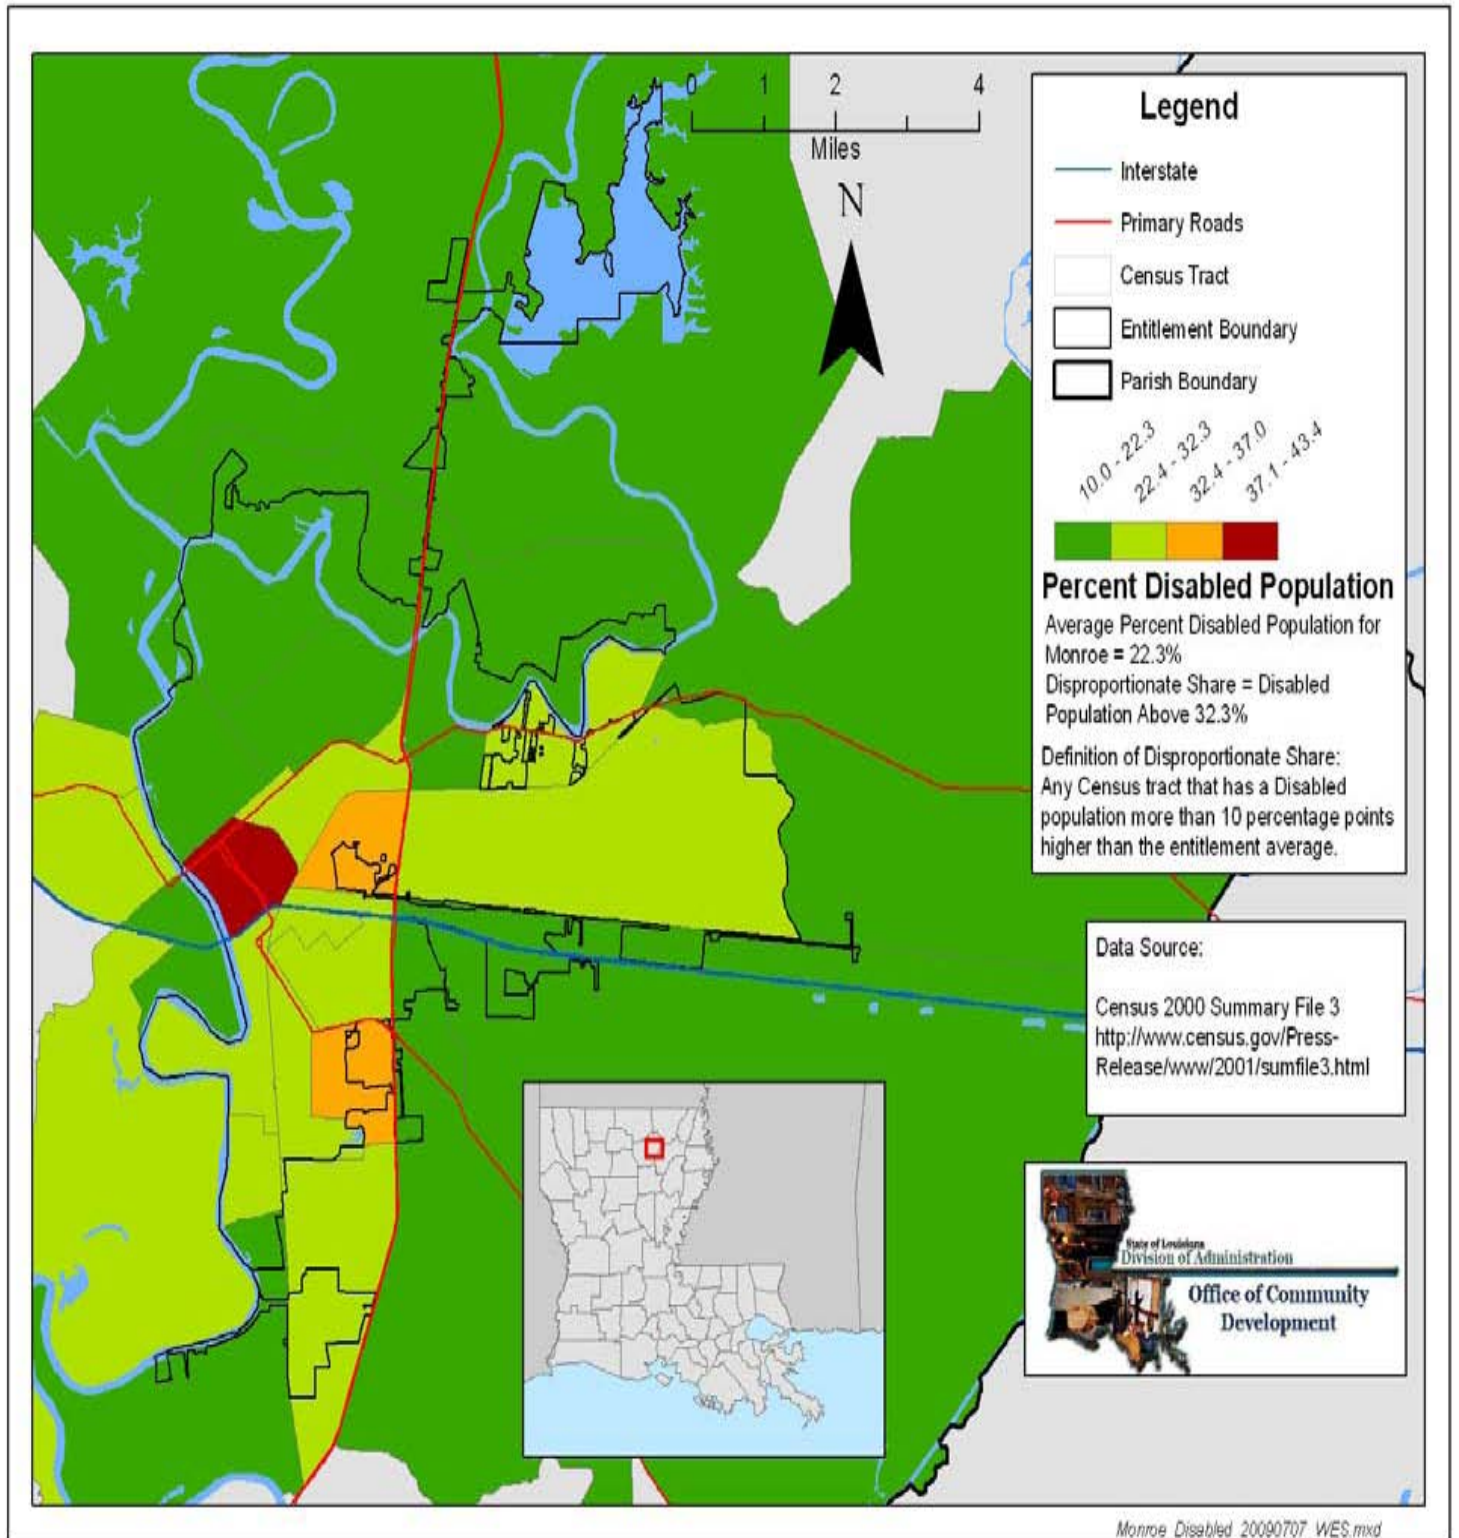 0 1 2 4
Miles
N
Legend
Interstate
Primary Roads
Census Tract
Entitlement Boundary
Parish Boundary
10.0 - 22.3
22.4 - 32.3
32.4 - 37.0
37.1 - 43.4
Percent Disabled Population
Average Percent Disabled Population for
Monroe = 22.3%
Disproportionate Share = Disabled
Population Above 32.3%
Definition of Disproportionate Share:
Any Census tract that has a Disabled
population more than 10 percentage points
higher than the entitlement average.
Data Source:
Census 2000 Summary File 3
http://www.census.gov/Press-
Release/www/2001/sumfile3.html
State of Louisiana
Division of Administration
Office of Community
Development
Monroe_Disabled_20090707_WES.mxd